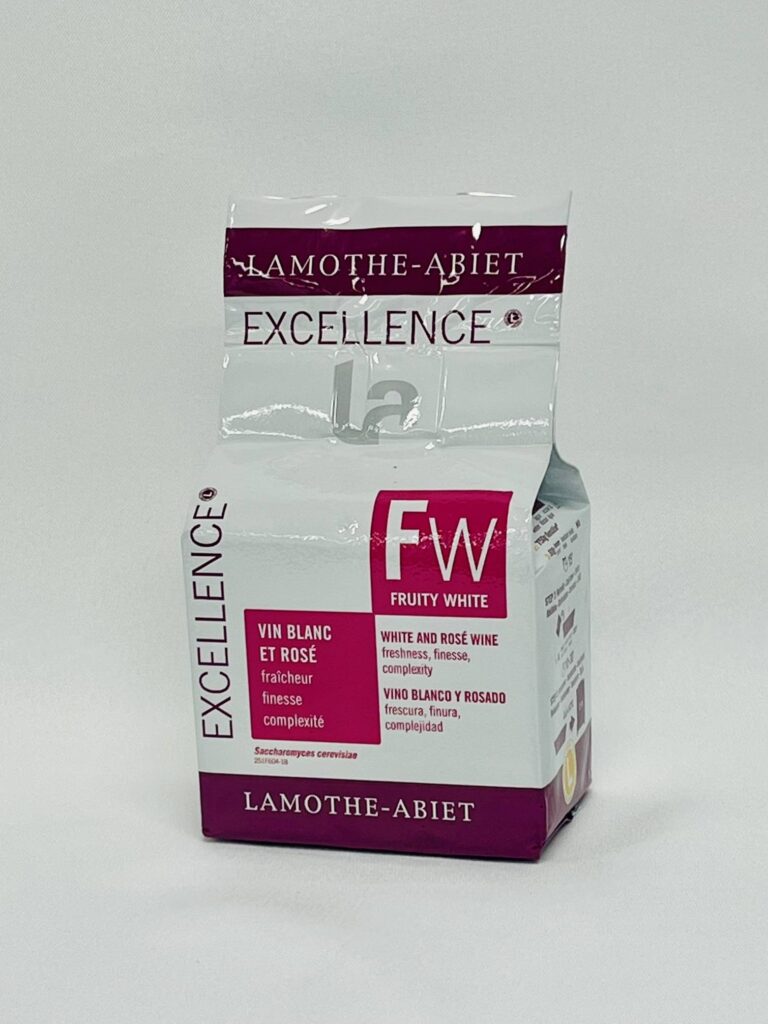 LAMOTHE-ABIET
EXCELLENCE
la
EXCELLENCE
FW
FRUITY WHITE
VIN BLANC
ET ROSÉ
fraîcheur
finesse
complexité
WHITE AND ROSÉ WINE
freshness, finesse,
complexity
VINO BLANCO Y ROSADO
frescura, finura,
complejidad
Saccharomyces cerevisiae
LAMOTHE-ABIET